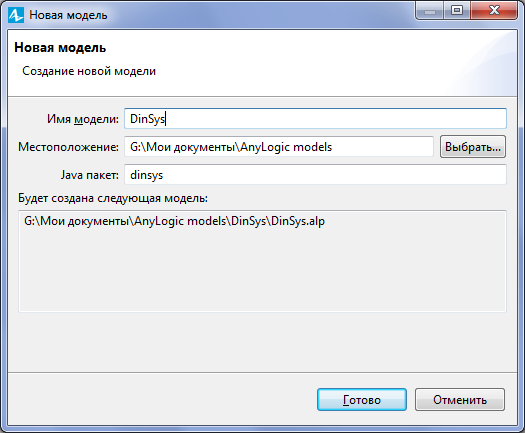 Новая модель
Новая модель
Создание новой модели
Имя модели: DinSys
Местоположение: G:\Мои документы\AnyLogic models Выбрать...
Java пакет: dinsys
Будет создана следующая модель:
G:\Мои документы\AnyLogic models\DinSys\DinSys.alp
Готово Отменить